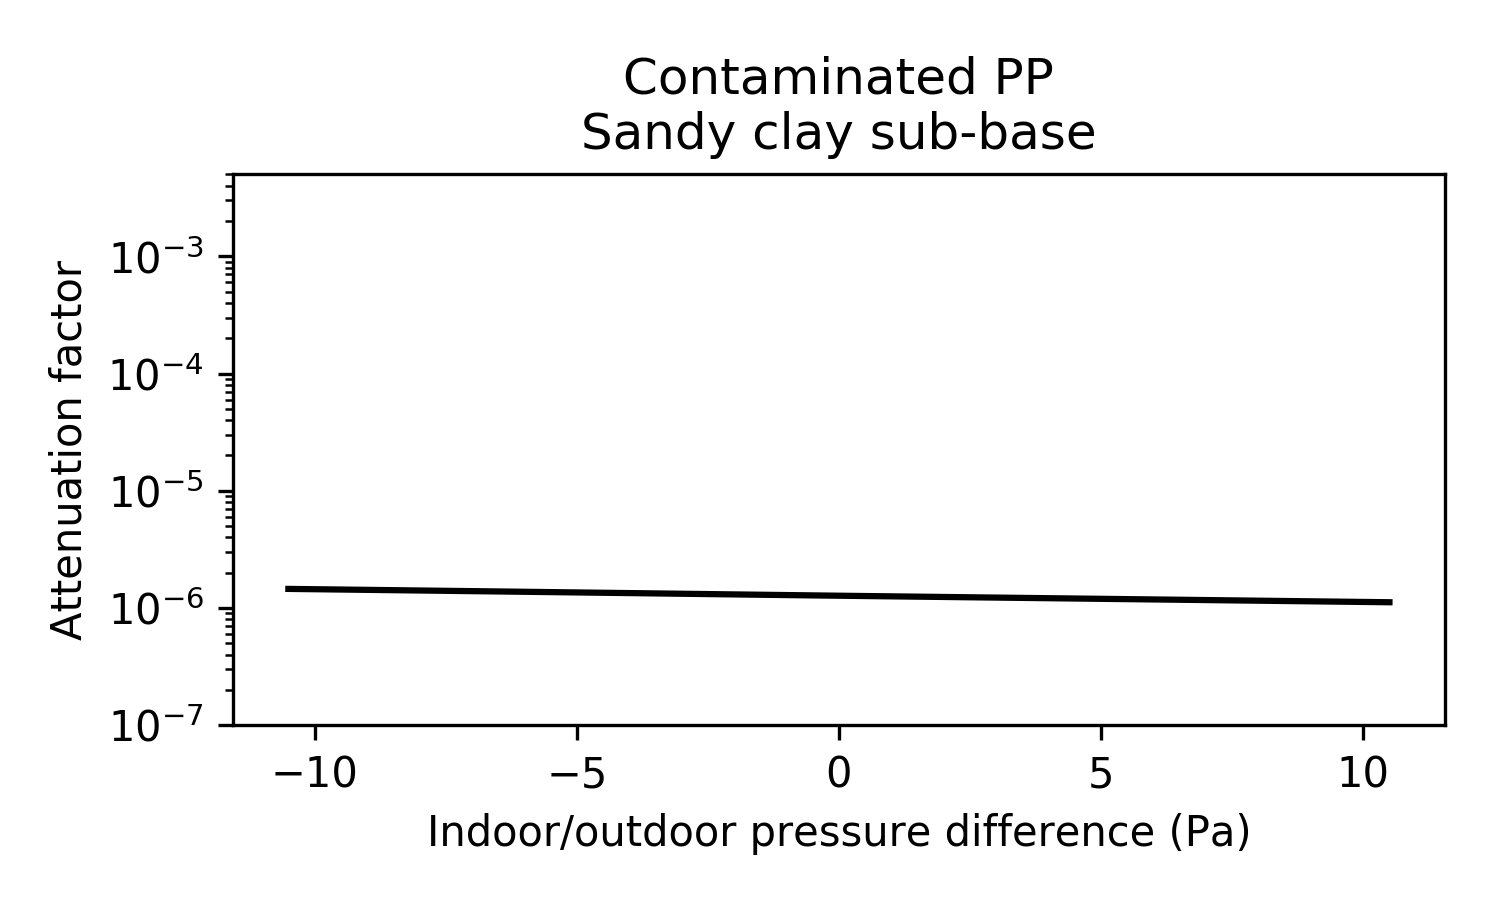 Contaminated PP
Sandy clay sub-base
Attenuation factor
10⁻³
10⁻⁴
10⁻⁵
10⁻⁶
10⁻⁷
−10 −5 0 5 10
Indoor/outdoor pressure difference (Pa)